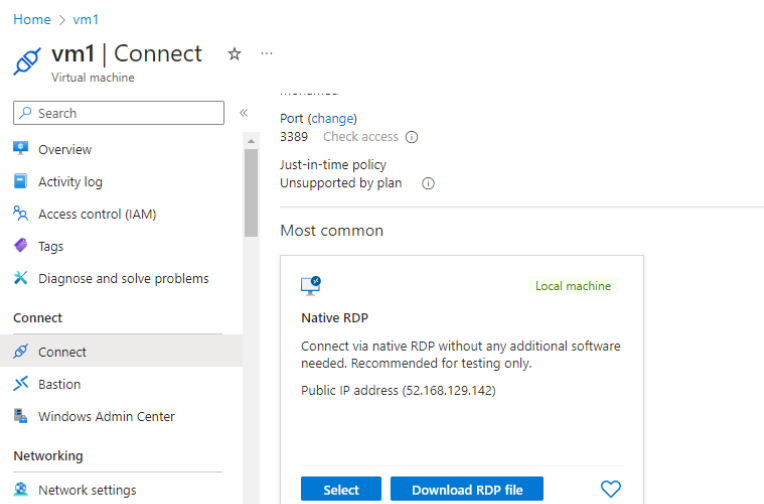 Home > vm1
vm1 | Connect
Virtual machine
Search
Overview
Activity log
Access control (IAM)
Tags
Diagnose and solve problems
Connect
Connect
Bastion
Windows Admin Center
Networking
Network settings
Port (change)
3389 Check access
Just-in-time policy
Unsupported by plan
Most common
Local machine
Native RDP
Connect via native RDP without any additional software
needed. Recommended for testing only.
Public IP address (52.168.129.142)
Select
Download RDP file